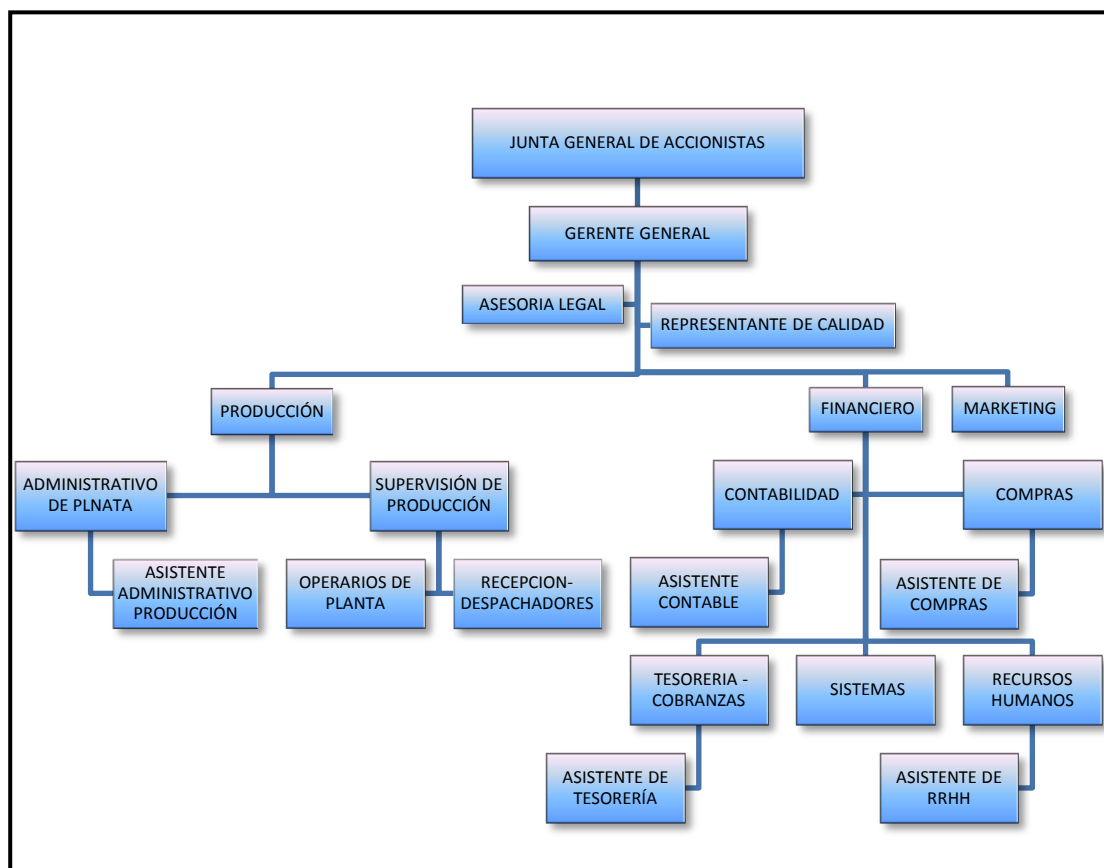 JUNTA GENERAL DE ACCIONISTAS
GERENTE GENERAL
ASESORIA LEGAL
REPRESENTANTE DE CALIDAD
PRODUCCIÓN
FINANCIERO
MARKETING
ADMINISTRATIVO
DE PLNATA
SUPERVISIÓN DE
PRODUCCIÓN
CONTABILIDAD
COMPRAS
ASISTENTE
ADMINISTRATIVO
PRODUCCIÓN
OPERARIOS DE
PLANTA
RECEPCION-
DESPACHADORES
ASISTENTE
CONTABLE
ASISTENTE DE
COMPRAS
TESORERIA -
COBRANZAS
SISTEMAS
RECURSOS
HUMANOS
ASISTENTE DE
TESORERÍA
ASISTENTE DE
RRHH